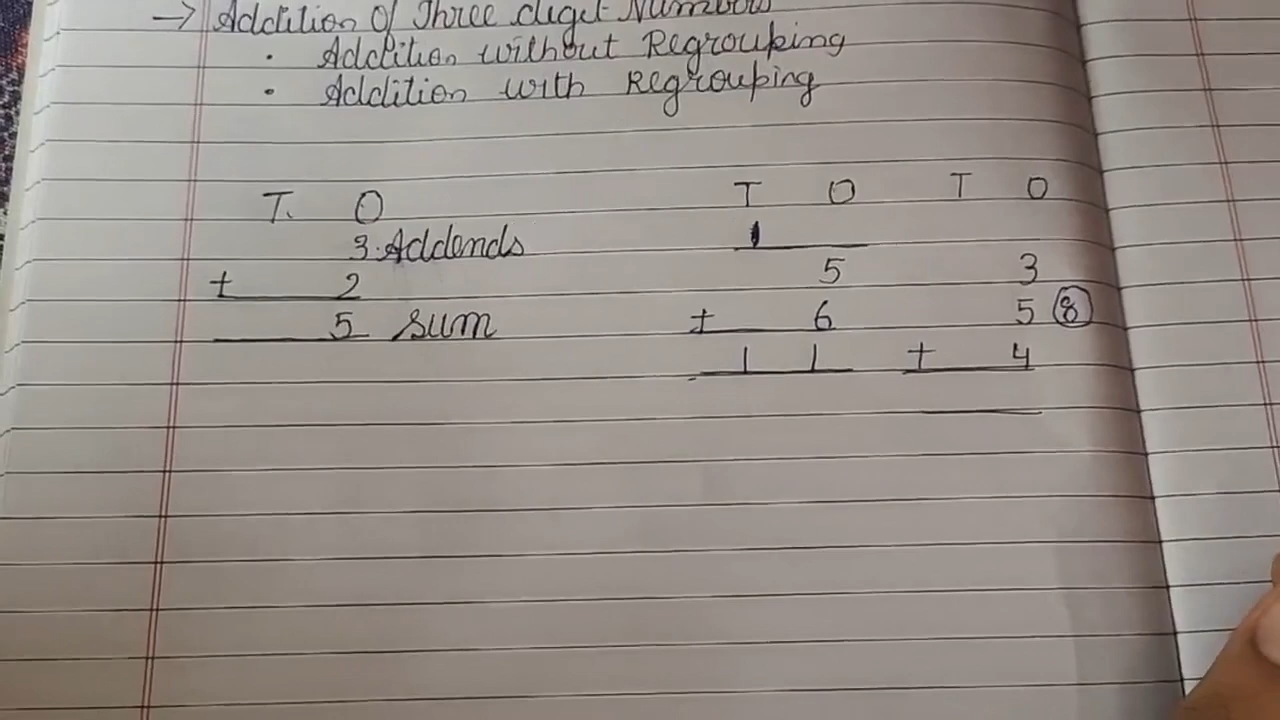 → Addition Of Three diget Numbers
• Addition without Regrouping
• Addition with Regrouping
T. O
3 Addends
+ 2
5 sum
T O
1
5
+ 6
1 1
T O
3
5 8
+ 4